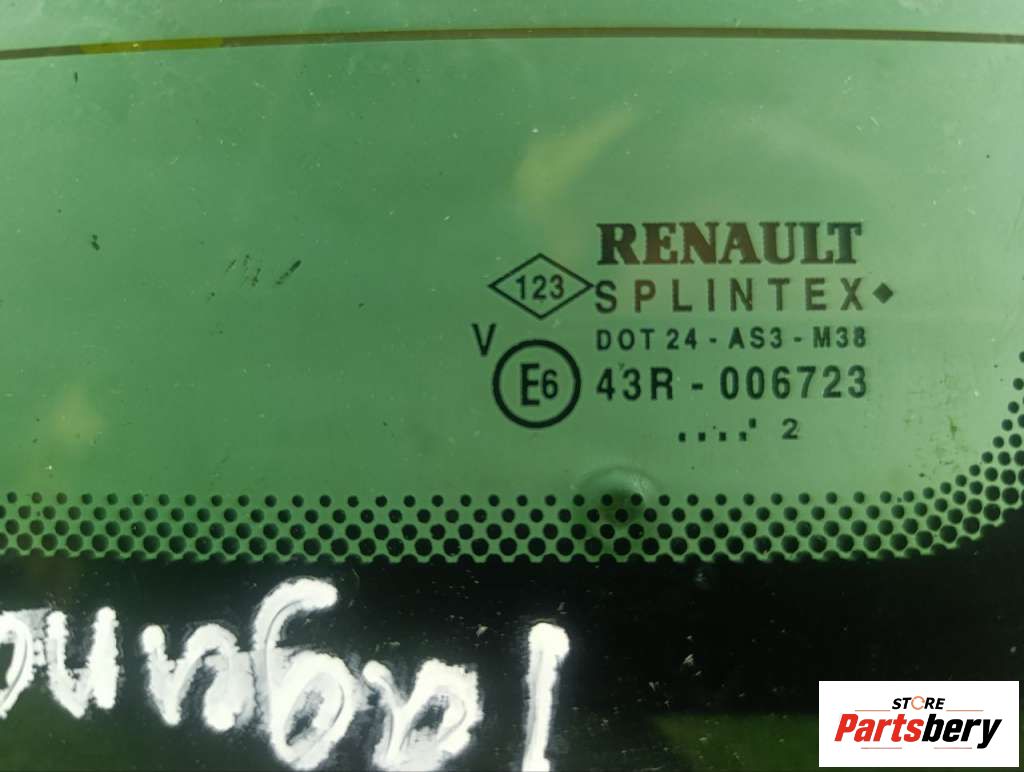 RENAULT
123
SPLINTEX
V
DOT 24 - AS3 - M38
E6
43R - 006723
....' 2
STORE
Partsbery